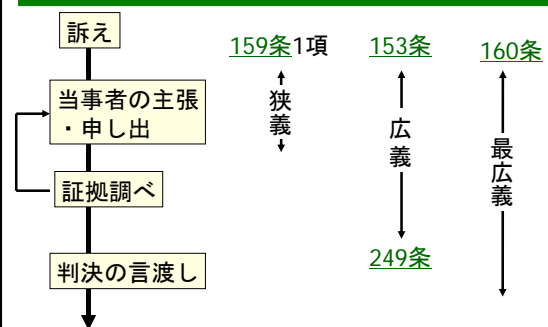 訴え
当事者の主張
・申し出
証拠調べ
判決の言渡し
159条1項
狭義
153条
広義
249条
160条
最広義